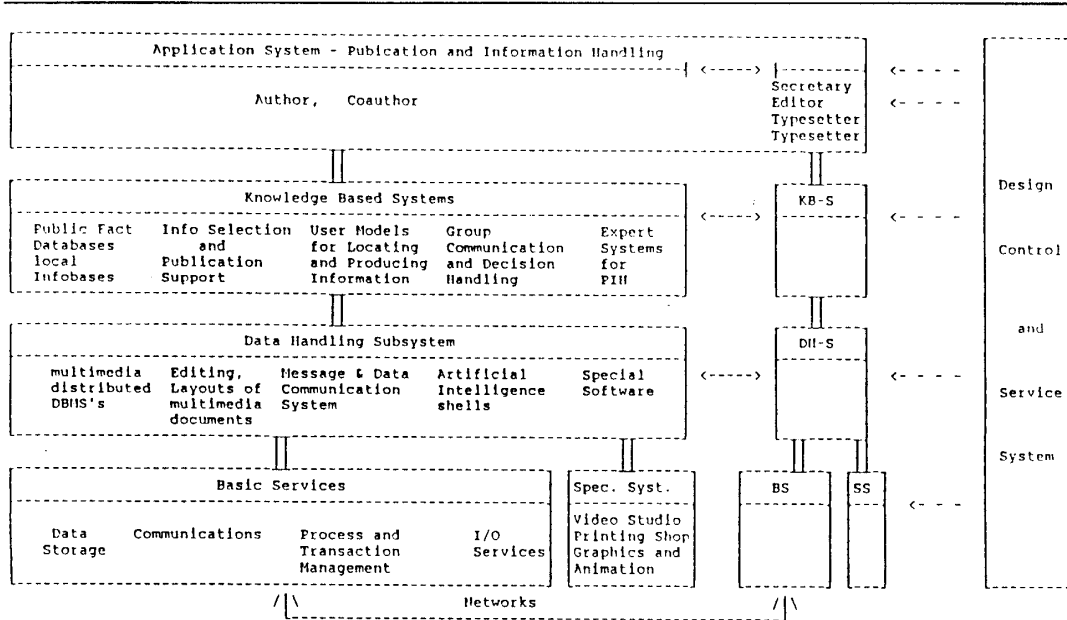 Application System - Pubication and Information Handling
Author, Coauthor
Secretary
Editor
Typesetter
Typesetter
Knowledge Based Systems
KB-S
Public Fact
Databases
local
Infobases
Info Selection
and
Publication
Support
User Models
for Locating
and Producing
Information
Group
Communication
and Decision
Handling
Expert
Systems
for
PIH
Data Handling Subsystem
DH-S
multimedia
distributed
DBMS's
Editing,
Layouts of
multimedia
documents
Message & Data
Communication
System
Artificial
Intelligence
shells
Special
Software
Basic Services
Data
Storage
Communications
Process and
Transaction
Management
I/O
Services
Spec. Syst.
Video Studio
Printing Shop
Graphics and
Animation
BS
SS
Networks
Design
Control
and
Service
System